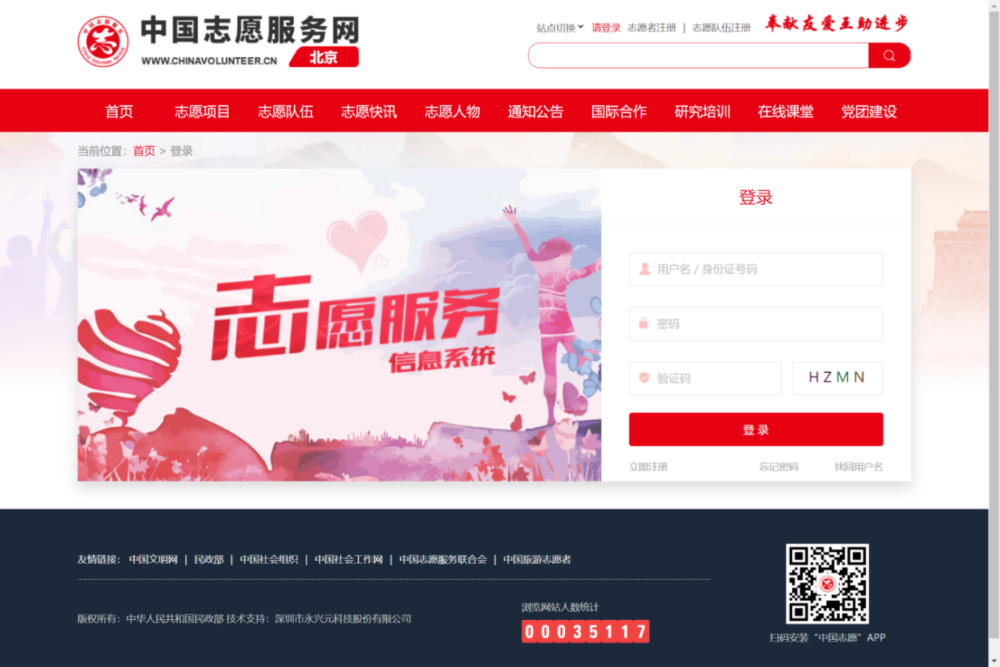 中国志愿服务网
WWW.CHINAVOLUNTEER.CN 北京
站点切换 请登录 志愿者注册 | 志愿队伍注册 奉献友爱互助进步
首页 志愿项目 志愿队伍 志愿快讯 志愿人物 通知公告 国际合作 研究培训 在线课堂 党团建设
当前位置：首页 > 登录
志愿服务
信息系统
登录
用户名 / 身份证号码
密码
验证码 HZMN
登 录
立即注册 忘记密码 找回用户名
友情链接： 中国文明网 | 民政部 | 中国社会组织 | 中国社会工作网 | 中国志愿服务联合会 | 中国旅游志愿者
版权所有：中华人民共和国民政部 技术支持：深圳市永兴元科技股份有限公司
浏览网站人数统计
00035117
扫码安装“中国志愿”APP